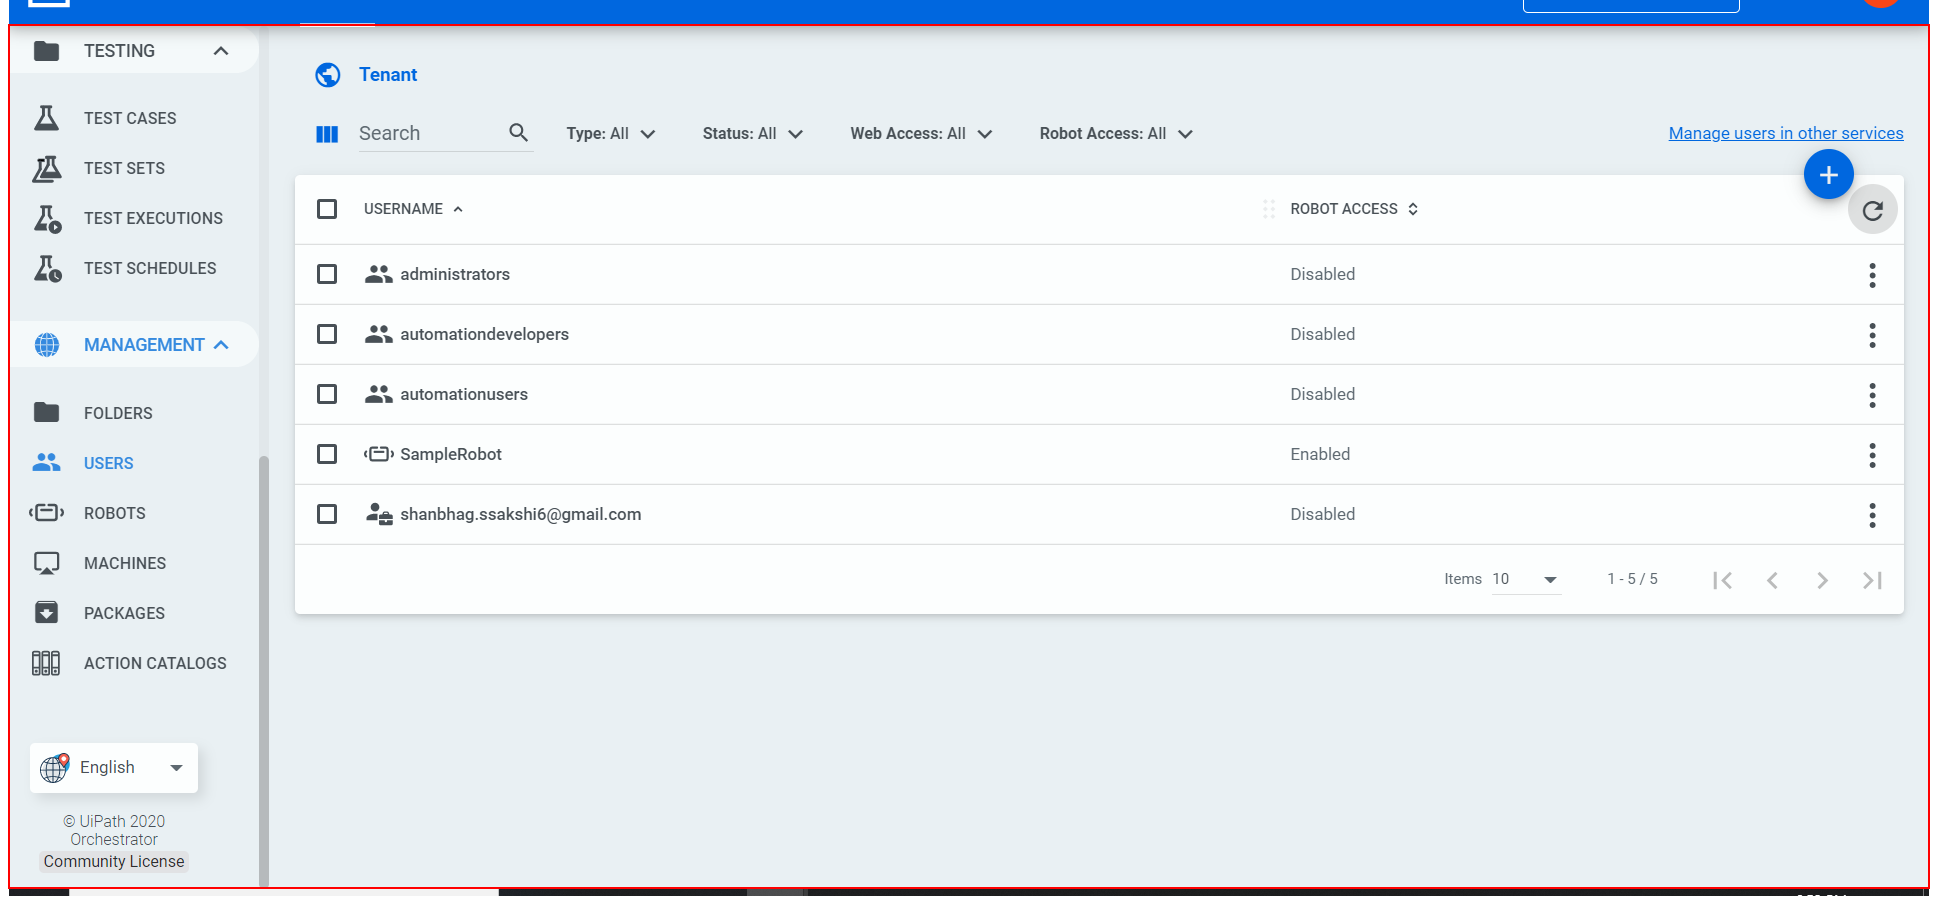 TESTING
TEST CASES
TEST SETS
TEST EXECUTIONS
TEST SCHEDULES
MANAGEMENT
FOLDERS
USERS
ROBOTS
MACHINES
PACKAGES
ACTION CATALOGS
English
© UiPath 2020
Orchestrator
Community License
Tenant
Search Type: All Status: All Web Access: All Robot Access: All Manage users in other services
USERNAME ROBOT ACCESS
administrators Disabled
automationdevelopers Disabled
automationusers Disabled
SampleRobot Enabled
shanbhag.ssakshi6@gmail.com Disabled
Items 10 1 - 5 / 5